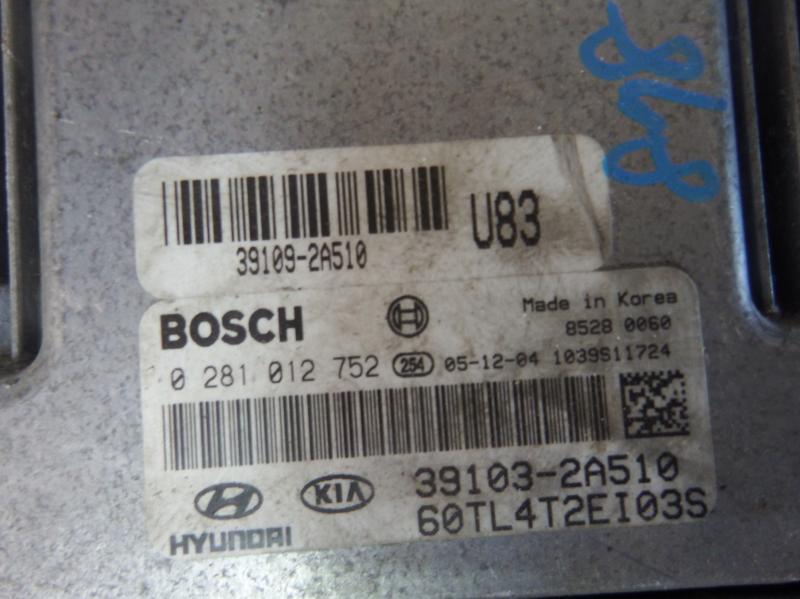 848
U83
39109-2A510
BOSCH
Made in Korea
8528 0060
0 281 012 752 254 05-12-04 1039S11724
39103-2A510
KIA
60TL4T2EI03S
HYUNDAI